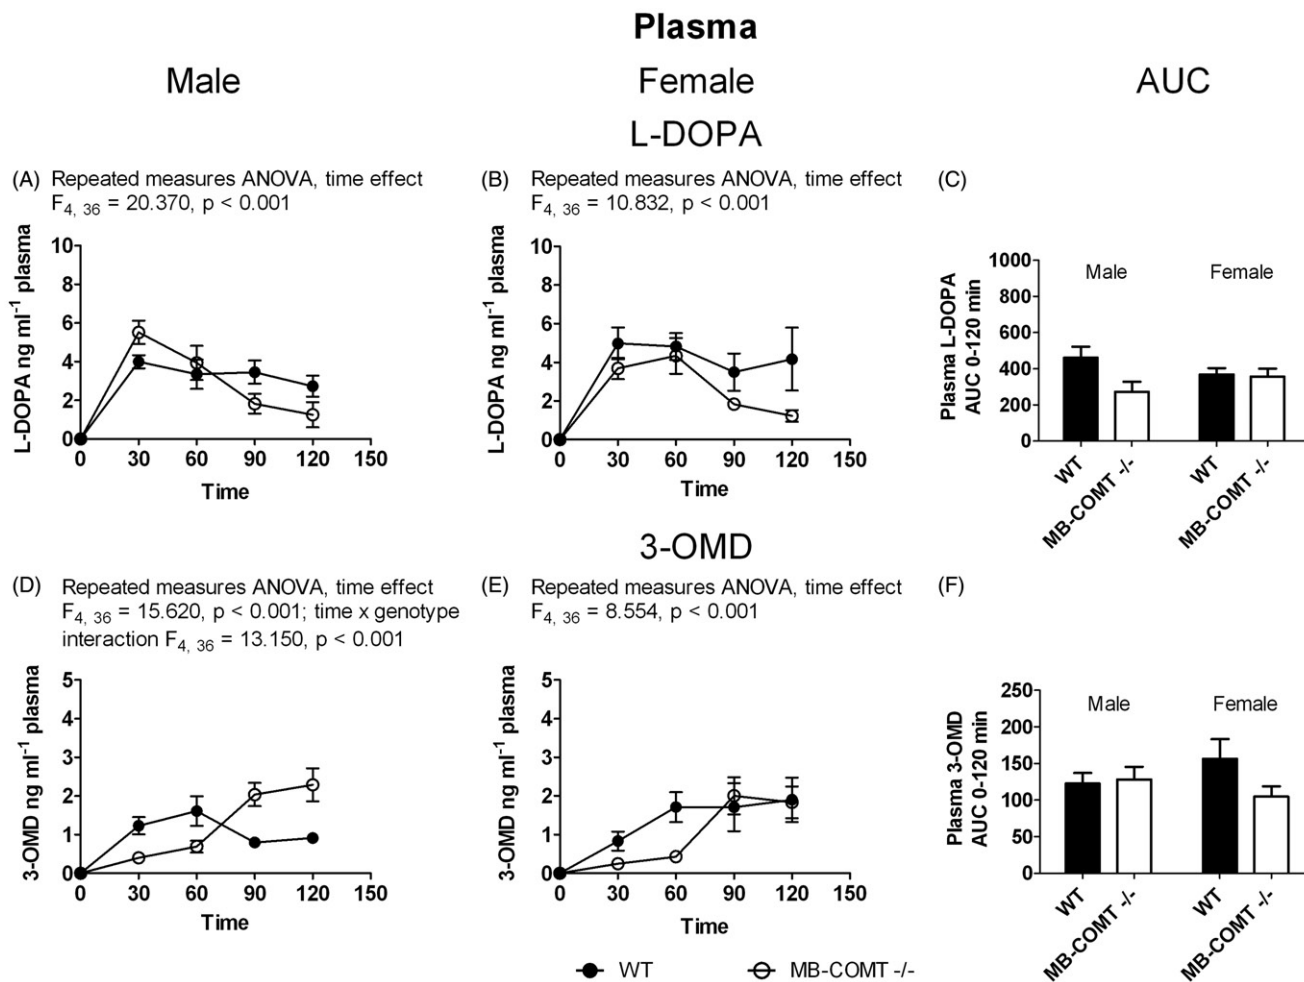 Plasma
Male
Female
AUC
L-DOPA
(A) Repeated measures ANOVA, time effect
F4, 36 = 20.370, p < 0.001
L-DOPA ng ml-1 plasma
10
8
6
4
2
0
0 30 60 90 120 150
Time
(B) Repeated measures ANOVA, time effect
F4, 36 = 10.832, p < 0.001
L-DOPA ng ml-1 plasma
10
8
6
4
2
0
0 30 60 90 120 150
Time
(C)
Plasma L-DOPA
AUC 0-120 min
1000
800
600
400
200
0
Male
Female
WT
MB-COMT -/-
WT
MB-COMT -/-
3-OMD
(D) Repeated measures ANOVA, time effect
F4, 36 = 15.620, p < 0.001; time x genotype
interaction F4, 36 = 13.150, p < 0.001
3-OMD ng ml-1 plasma
5
4
3
2
1
0
0 30 60 90 120 150
Time
(E) Repeated measures ANOVA, time effect
F4, 36 = 8.554, p < 0.001
3-OMD ng ml-1 plasma
5
4
3
2
1
0
0 30 60 90 120 150
Time
(F)
Plasma 3-OMD
AUC 0-120 min
250
200
150
100
50
0
Male
Female
WT
MB-COMT -/-
WT
MB-COMT -/-
WT
MB-COMT -/-